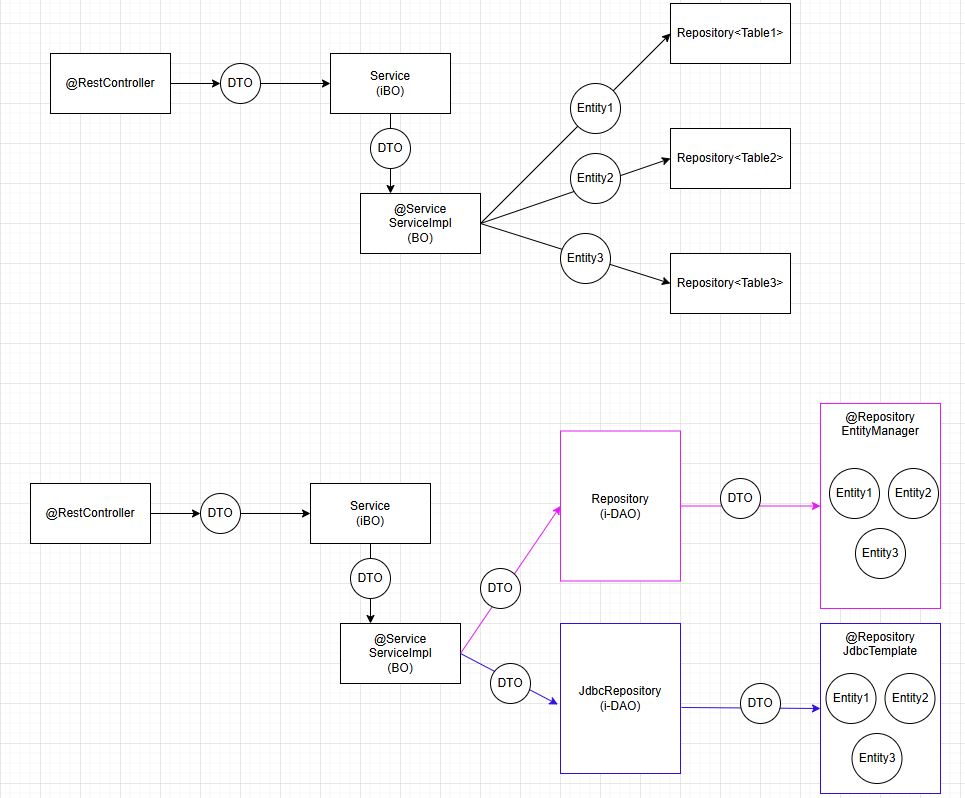 @RestController
DTO
Service
(iBO)
DTO
@Service
ServiceImpl
(BO)
Entity1
Entity2
Entity3
Repository<Table1>
Repository<Table2>
Repository<Table3>
@RestController
DTO
Service
(iBO)
DTO
@Service
ServiceImpl
(BO)
DTO
Repository
(i-DAO)
DTO
@Repository
EntityManager
Entity1
Entity2
Entity3
DTO
JdbcRepository
(i-DAO)
DTO
@Repository
JdbcTemplate
Entity1
Entity2
Entity3